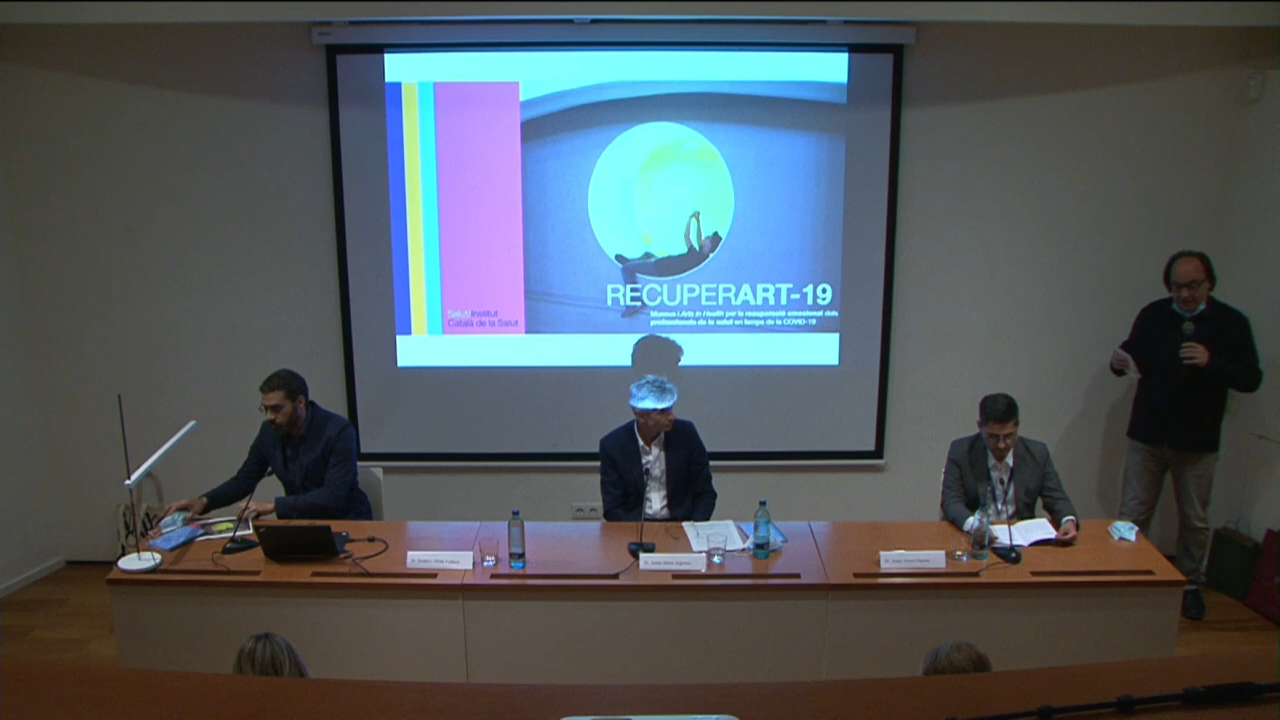 RECUPERART-19
Museus i Arts in Health per la recuperació emocional dels
professionals de la salut en temps de la COVID-19
Salut/Institut
Català de la Salut